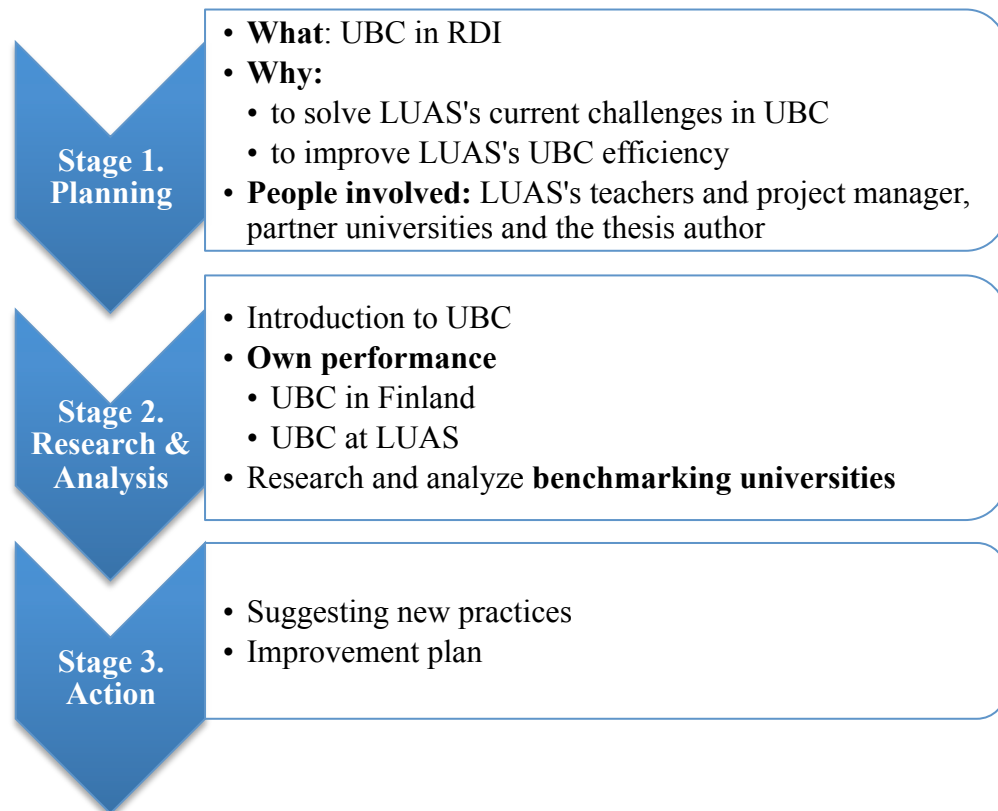 Stage 1.
Planning
• What: UBC in RDI
• Why:
• to solve LUAS's current challenges in UBC
• to improve LUAS's UBC efficiency
• People involved: LUAS's teachers and project manager,
partner universities and the thesis author
Stage 2.
Research &
Analysis
• Introduction to UBC
• Own performance
• UBC in Finland
• UBC at LUAS
• Research and analyze benchmarking universities
Stage 3.
Action
• Suggesting new practices
• Improvement plan